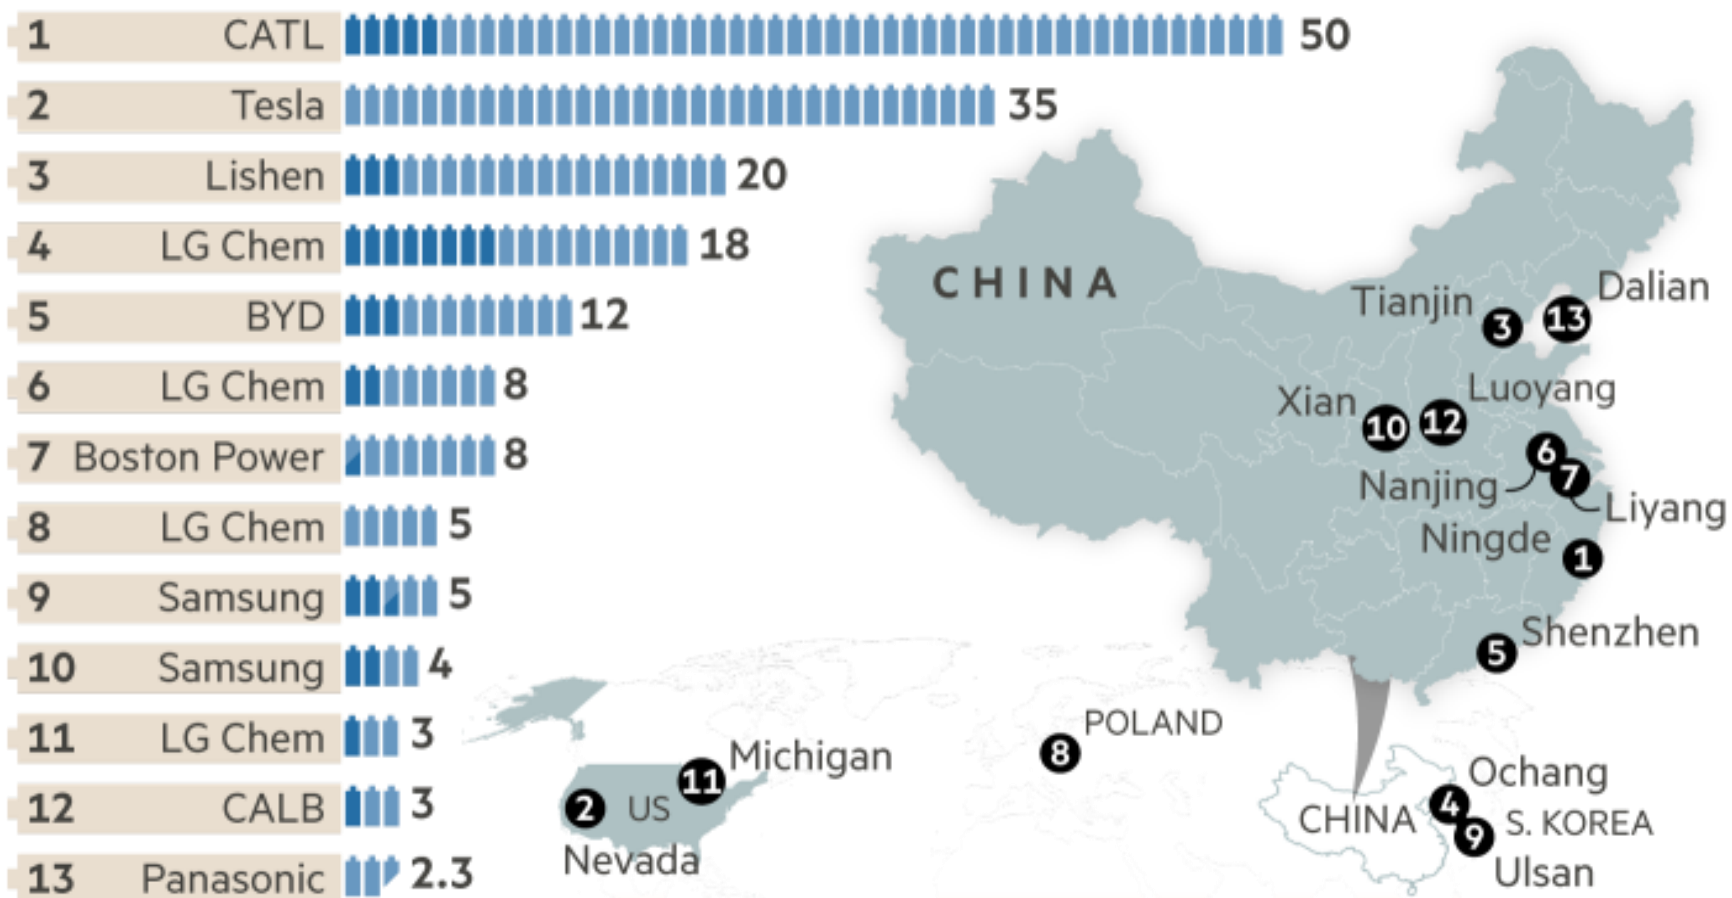 1 CATL 50
2 Tesla 35
3 Lishen 20
4 LG Chem 18
5 BYD 12
6 LG Chem 8
7 Boston Power 8
8 LG Chem 5
9 Samsung 5
10 Samsung 4
11 LG Chem 3
12 CALB 3
13 Panasonic 2.3
CHINA
Tianjin 3
13 Dalian
Xian 10
12 Luoyang
Nanjing 6
7 Liyang
Ningde 1
5 Shenzhen
11 Michigan
2 US
Nevada
8 POLAND
CHINA
4 Ochang
9 S. KOREA
Ulsan